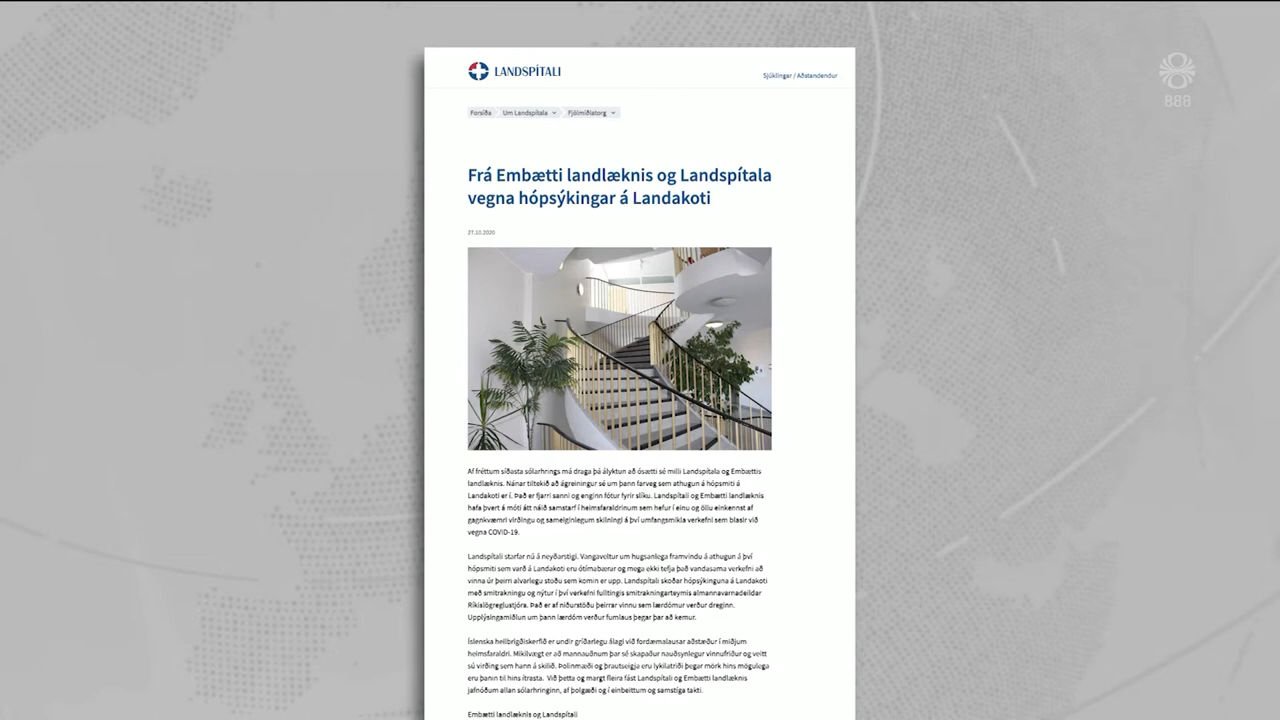 LANDSPÍTALI
Sjúklingar / Aðstandendur
888
Forsíða Um Landspítala Fjölmiðlatorg
Frá Embætti landlæknis og Landspítala
vegna hópsýkingar á Landakoti
27.10.2020
Af fréttum síðasta sólarhrings má draga þá ályktun að ósætti sé milli Landspítala og Embættis
landlæknis. Nánar tiltekið að ágreiningur sé um þann farveg sem athugun á hópsmiti á
Landakoti er í. Það er fjarri sanni og enginn fótur fyrir slíku. Landspítali og Embætti landlæknis
hafa þvert á móti átt náið samstarf í heimsfaraldrinum sem hefur í einu og öllu einkennst af
gagnkvæmri virðingu og sameiginlegum skilningi á því umfangsmikla verkefni sem blasir við
vegna COVID-19.
Landspítali starfar nú á neyðarstigi. Vangaveltur um hugsanlega framvindu á athugun á því
hópsmiti sem varð á Landakoti eru ótímabærar og mega ekki tefja það vandasama verkefni að
vinna úr þeirri alvarlegu stöðu sem komin er upp. Landspítali skoðar hópsýkinguna á Landakoti
með smitrakningu og nýtur í því verkefni fulltingis smitrakningarteymis almannavarnadeildar
Ríkislögreglustjóra. Það er af niðurstöðu þeirrar vinnu sem lærdómur verður dreginn.
Upplýsingamiðlun um þann lærdóm verður fumlaus þegar þar að kemur.
Íslenska heilbrigðiskerfið er undir gríðarlegu álagi við fordæmalausar aðstæður í miðjum
heimsfaraldri. Mikilvægt er að mannauðnum þar sé skapaður nauðsynlegur vinnufriður og veitt
sú virðing sem hann á skilið. Þolinmæði og þrautseigja eru lykilatriði þegar mörk hins mögulega
eru þanin til hins ítrasta. Við þetta og margt fleira fást Landspítali og Embætti landlæknis
jafnóðum allan sólarhringinn, af þolgæði og í einbeittum og samstíga takti.
Embætti landlæknis og Landspítali